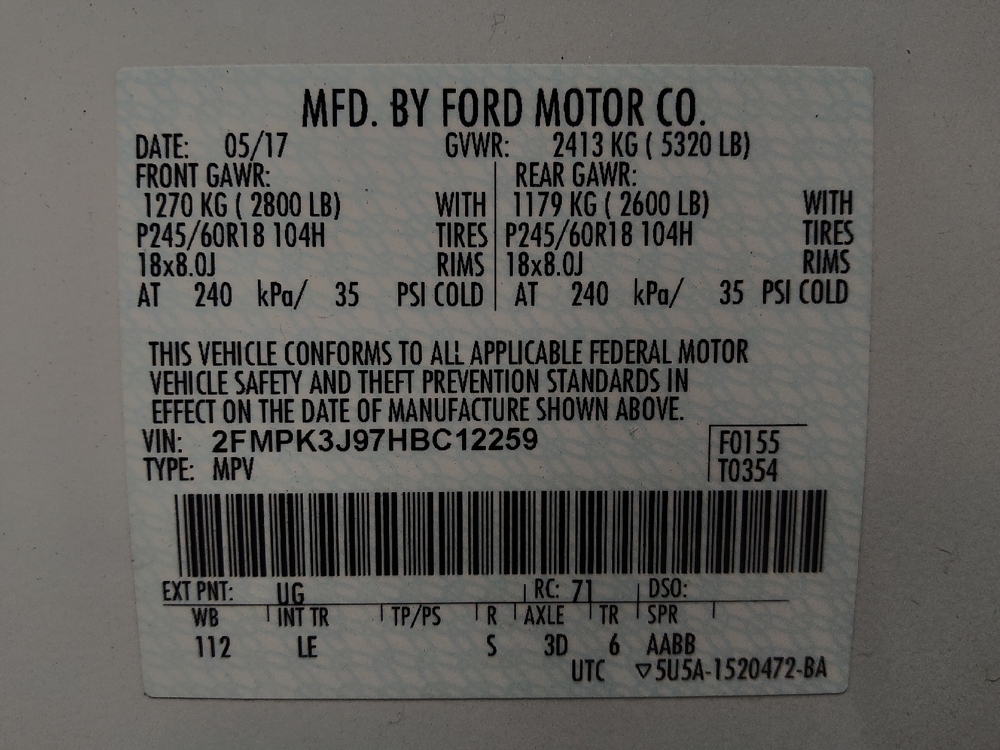 MFD. BY FORD MOTOR CO.
DATE: 05/17 GVWR: 2413 KG ( 5320 LB)
FRONT GAWR: REAR GAWR:
1270 KG ( 2800 LB) WITH 1179 KG ( 2600 LB) WITH
P245/60R18 104H TIRES P245/60R18 104H TIRES
18x8.0J RIMS 18x8.0J RIMS
AT 240 kPa/ 35 PSI COLD AT 240 kPa/ 35 PSI COLD
THIS VEHICLE CONFORMS TO ALL APPLICABLE FEDERAL MOTOR
VEHICLE SAFETY AND THEFT PREVENTION STANDARDS IN
EFFECT ON THE DATE OF MANUFACTURE SHOWN ABOVE.
VIN: 2FMPK3J97HBC12259 F0155
TYPE: MPV T0354
EXT PNT: UG RC: 71 DSO:
WB INT TR TP/PS R AXLE TR SPR
112 LE S 3D 6 AABB
UTC ▽5U5A-1520472-BA